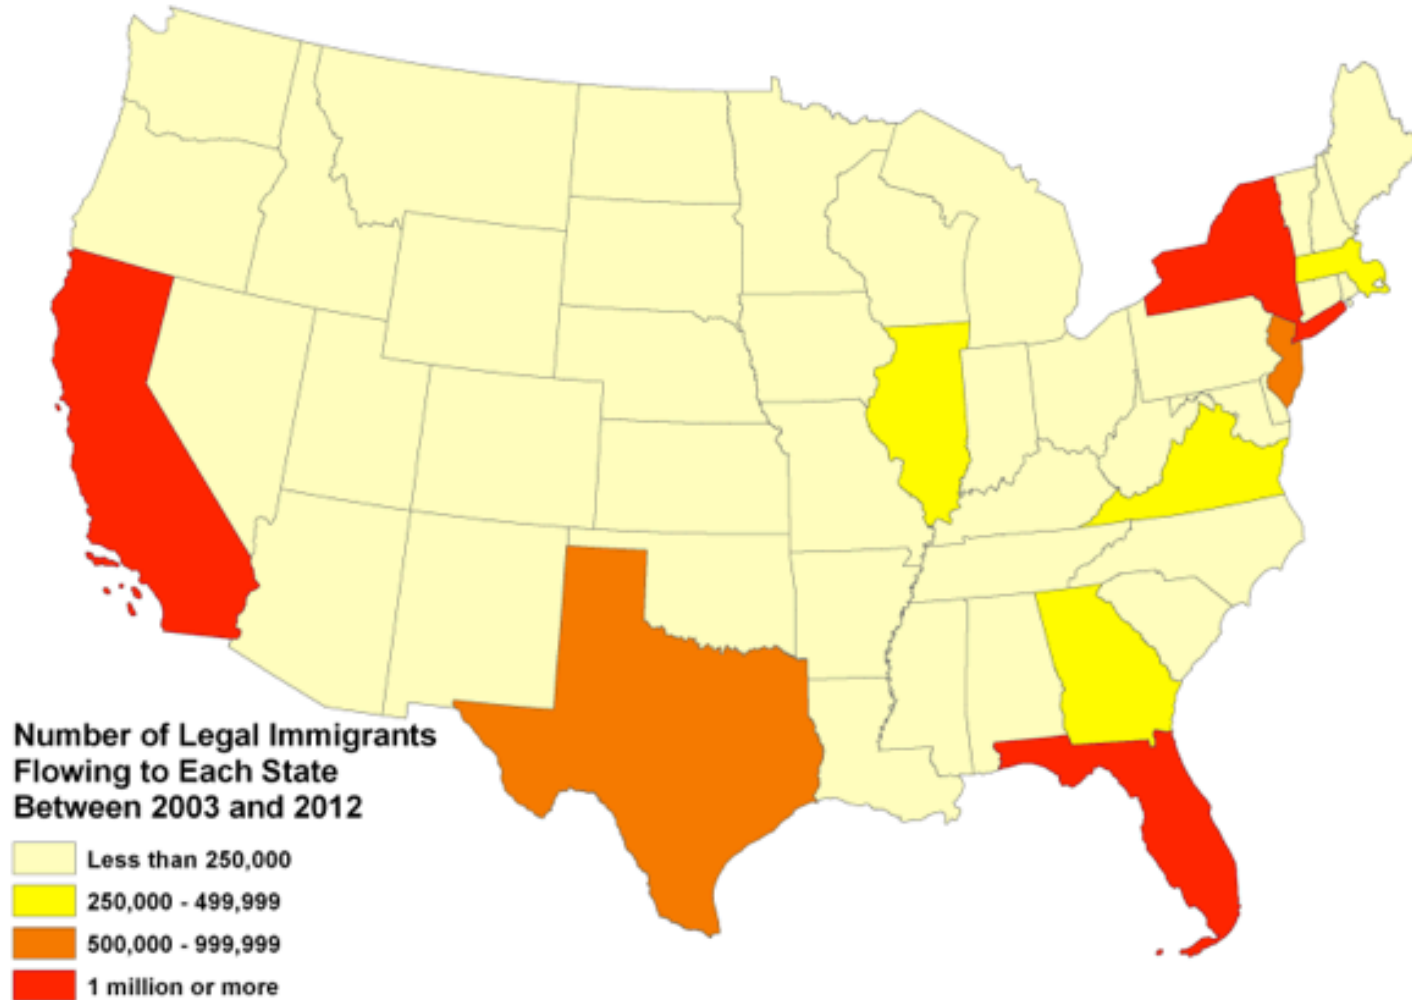 Number of Legal Immigrants
Flowing to Each State
Between 2003 and 2012
Less than 250,000
250,000 - 499,999
500,000 - 999,999
1 million or more